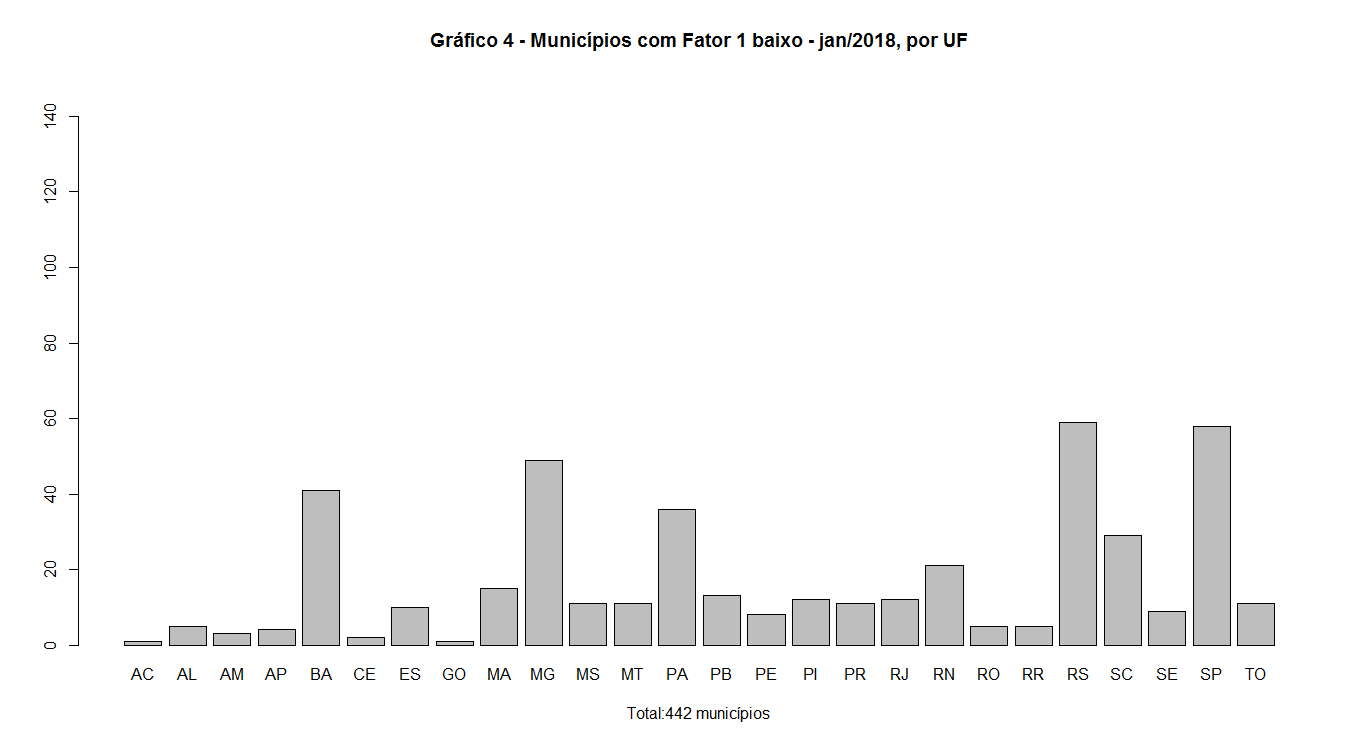 Gráfico 4 - Municípios com Fator 1 baixo - jan/2018, por UF
140
120
100
80
60
40
20
0
AC AL AM AP BA CE ES GO MA MG MS MT PA PB PE PI PR RJ RN RO RR RS SC SE SP TO
Total:442 municípios